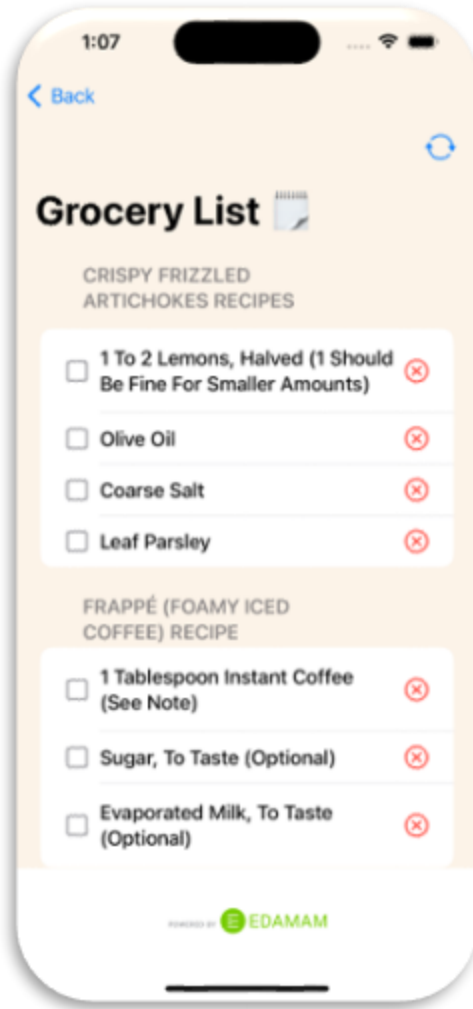 1:07
Back
Grocery List
CRISPY FRIZZLED
ARTICHOKES RECIPES
1 To 2 Lemons, Halved (1 Should
Be Fine For Smaller Amounts)
Olive Oil
Coarse Salt
Leaf Parsley
FRAPPÉ (FOAMY ICED
COFFEE) RECIPE
1 Tablespoon Instant Coffee
(See Note)
Sugar, To Taste (Optional)
Evaporated Milk, To Taste
(Optional)
POWERED BY EDAMAM